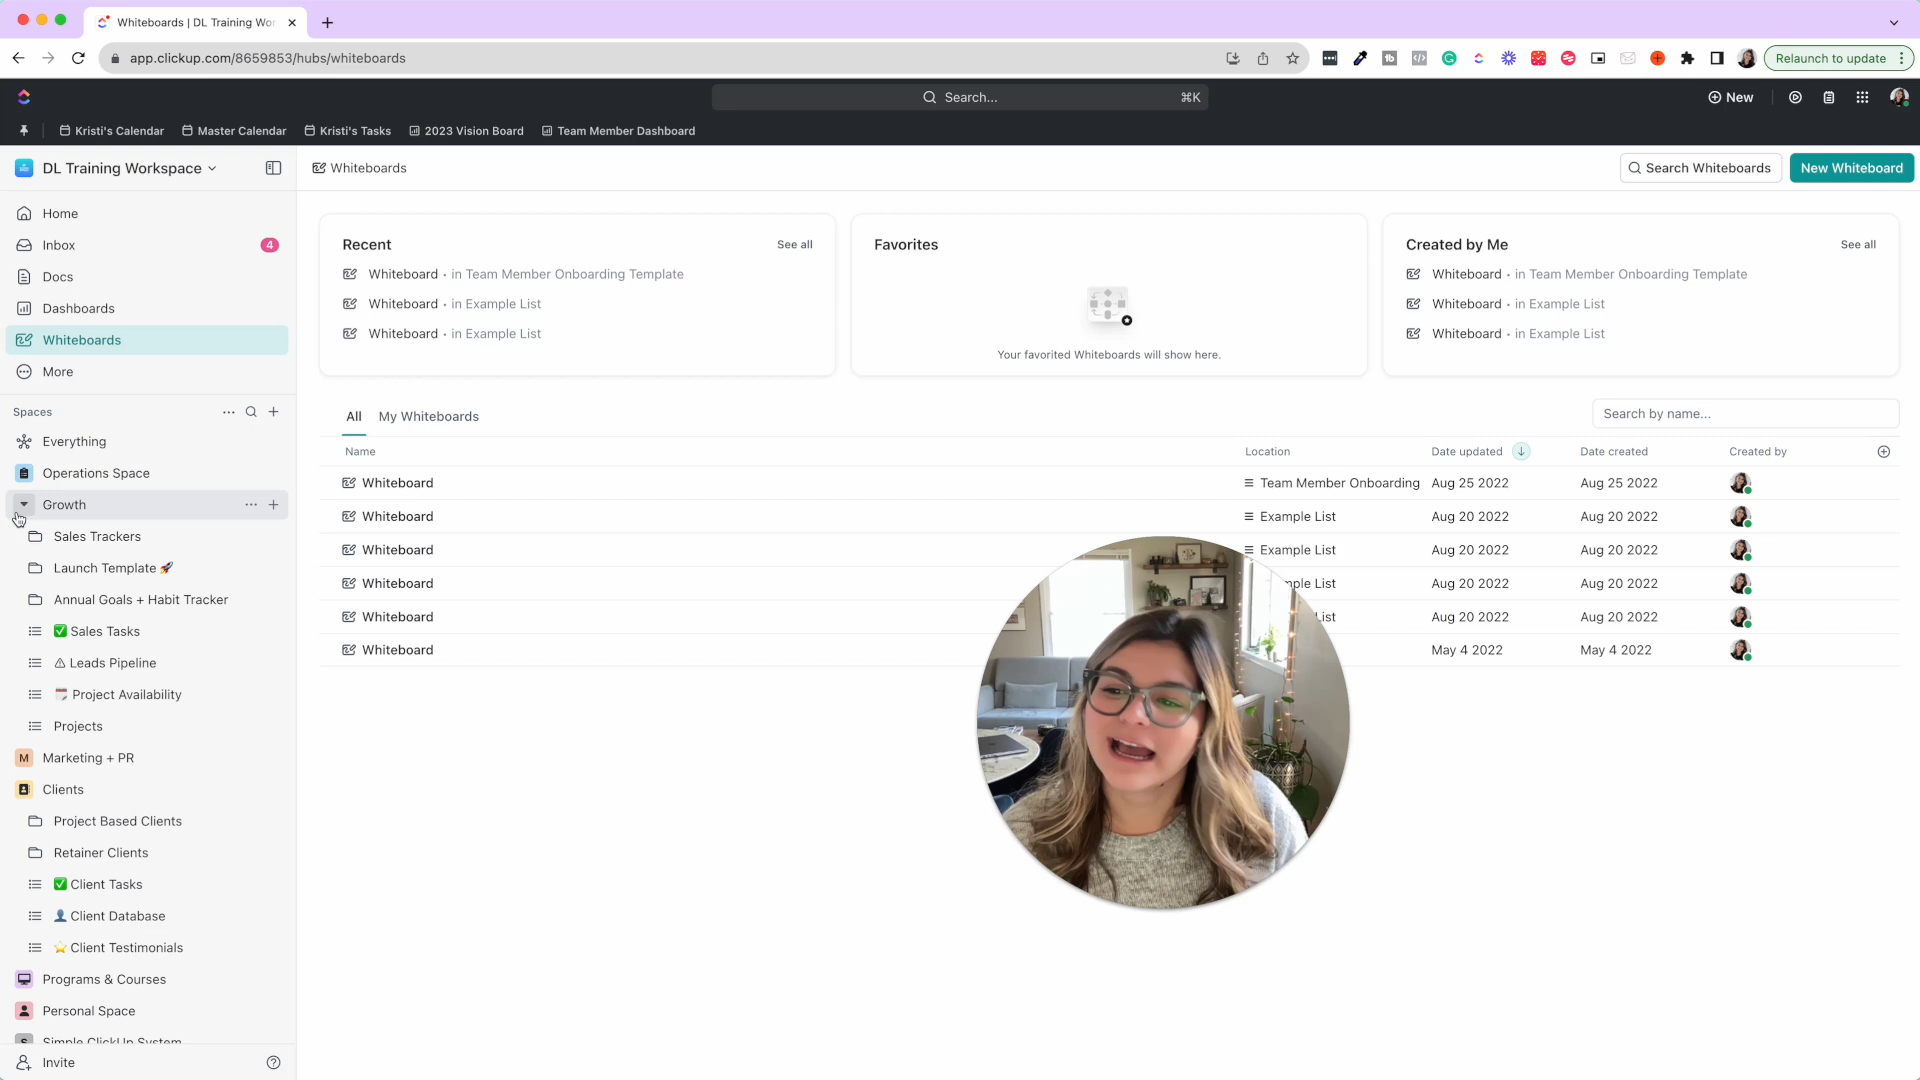 Whiteboards | DL Training Wor
app.clickup.com/8659853/hubs/whiteboards
Relaunch to update
Search...
⌘K
New
Kristi's Calendar
Master Calendar
Kristi's Tasks
2023 Vision Board
Team Member Dashboard
DL Training Workspace
Whiteboards
Search Whiteboards
New Whiteboard
Home
Inbox
4
Docs
Dashboards
Whiteboards
More
Spaces
Everything
Operations Space
Growth
Sales Trackers
Launch Template 🚀
Annual Goals + Habit Tracker
✅ Sales Tasks
⚠ Leads Pipeline
🗓 Project Availability
Projects
M Marketing + PR
Clients
Project Based Clients
Retainer Clients
✅ Client Tasks
👤 Client Database
⭐ Client Testimonials
Programs & Courses
Personal Space
Simple ClickUp System
Invite
Recent
See all
Whiteboard • in Team Member Onboarding Template
Whiteboard • in Example List
Whiteboard • in Example List
Favorites
Your favorited Whiteboards will show here.
Created by Me
See all
Whiteboard • in Team Member Onboarding Template
Whiteboard • in Example List
Whiteboard • in Example List
All
My Whiteboards
Search by name...
Name
Location
Date updated
Date created
Created by
Whiteboard Team Member Onboarding Aug 25 2022 Aug 25 2022
Whiteboard Example List Aug 20 2022 Aug 20 2022
Whiteboard Example List Aug 20 2022 Aug 20 2022
Whiteboard ple List Aug 20 2022 Aug 20 2022
Whiteboard List Aug 20 2022 Aug 20 2022
Whiteboard May 4 2022 May 4 2022